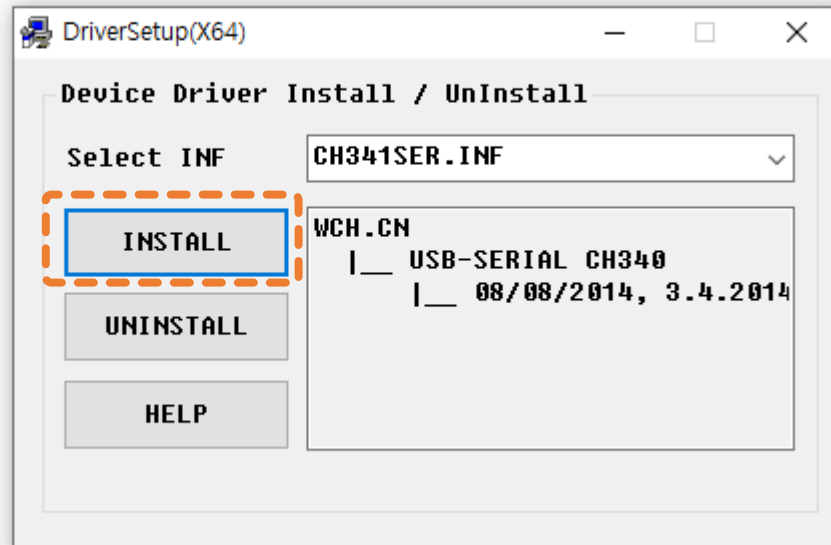 DriverSetup(X64)
Device Driver Install / UnInstall
Select INF
CH341SER.INF
INSTALL
WCH.CN
|__ USB-SERIAL CH340
|__ 08/08/2014, 3.4.2014
UNINSTALL
HELP